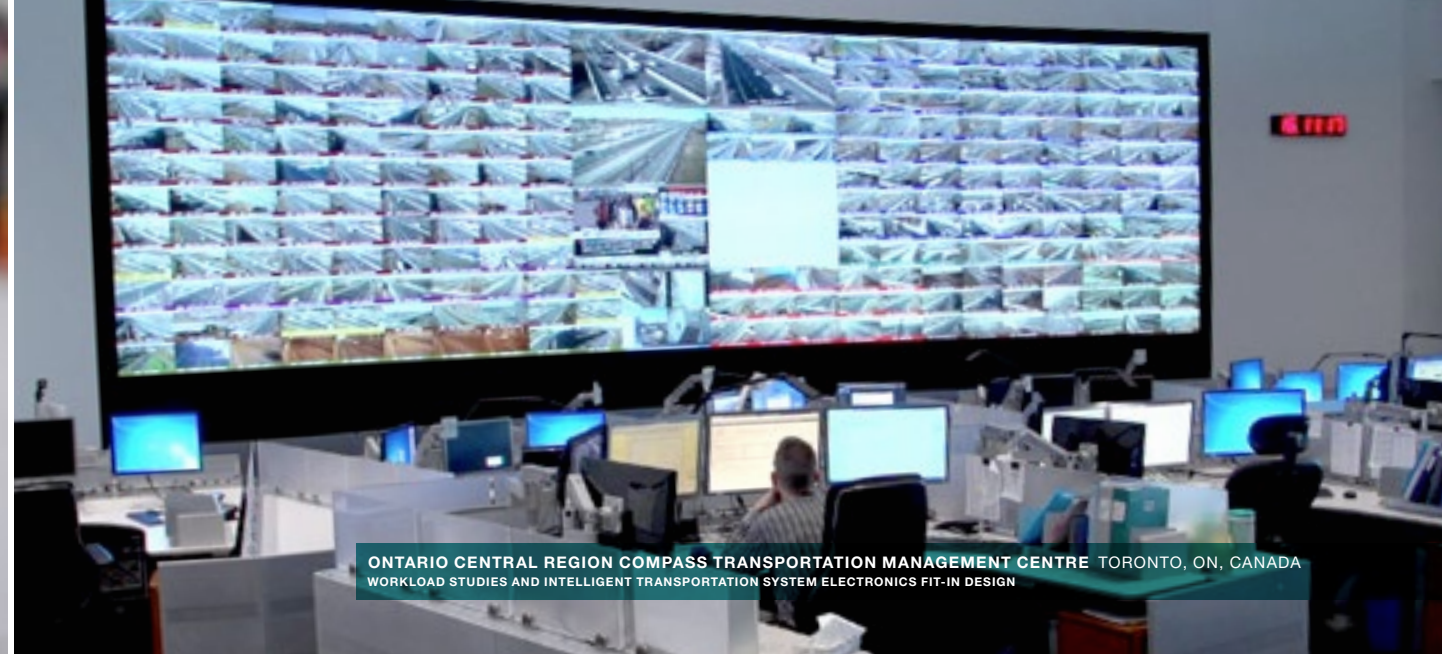 ONTARIO CENTRAL REGION COMPASS TRANSPORTATION MANAGEMENT CENTRE TORONTO, ON, CANADA
WORKLOAD STUDIES AND INTELLIGENT TRANSPORTATION SYSTEM ELECTRONICS FIT-IN DESIGN